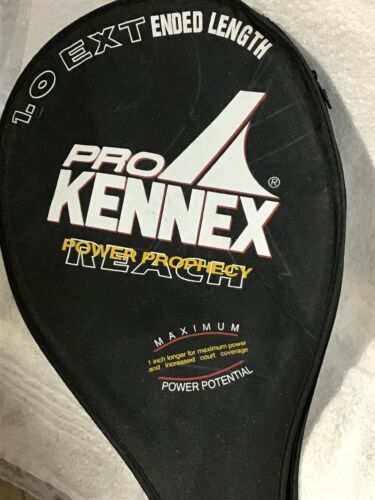 1.0 EXTENDED LENGTH
PRO
KENNEX
®
POWER PROPHECY
REACH
MAXIMUM
1 inch longer for maximum power
and increased court coverage
POWER POTENTIAL